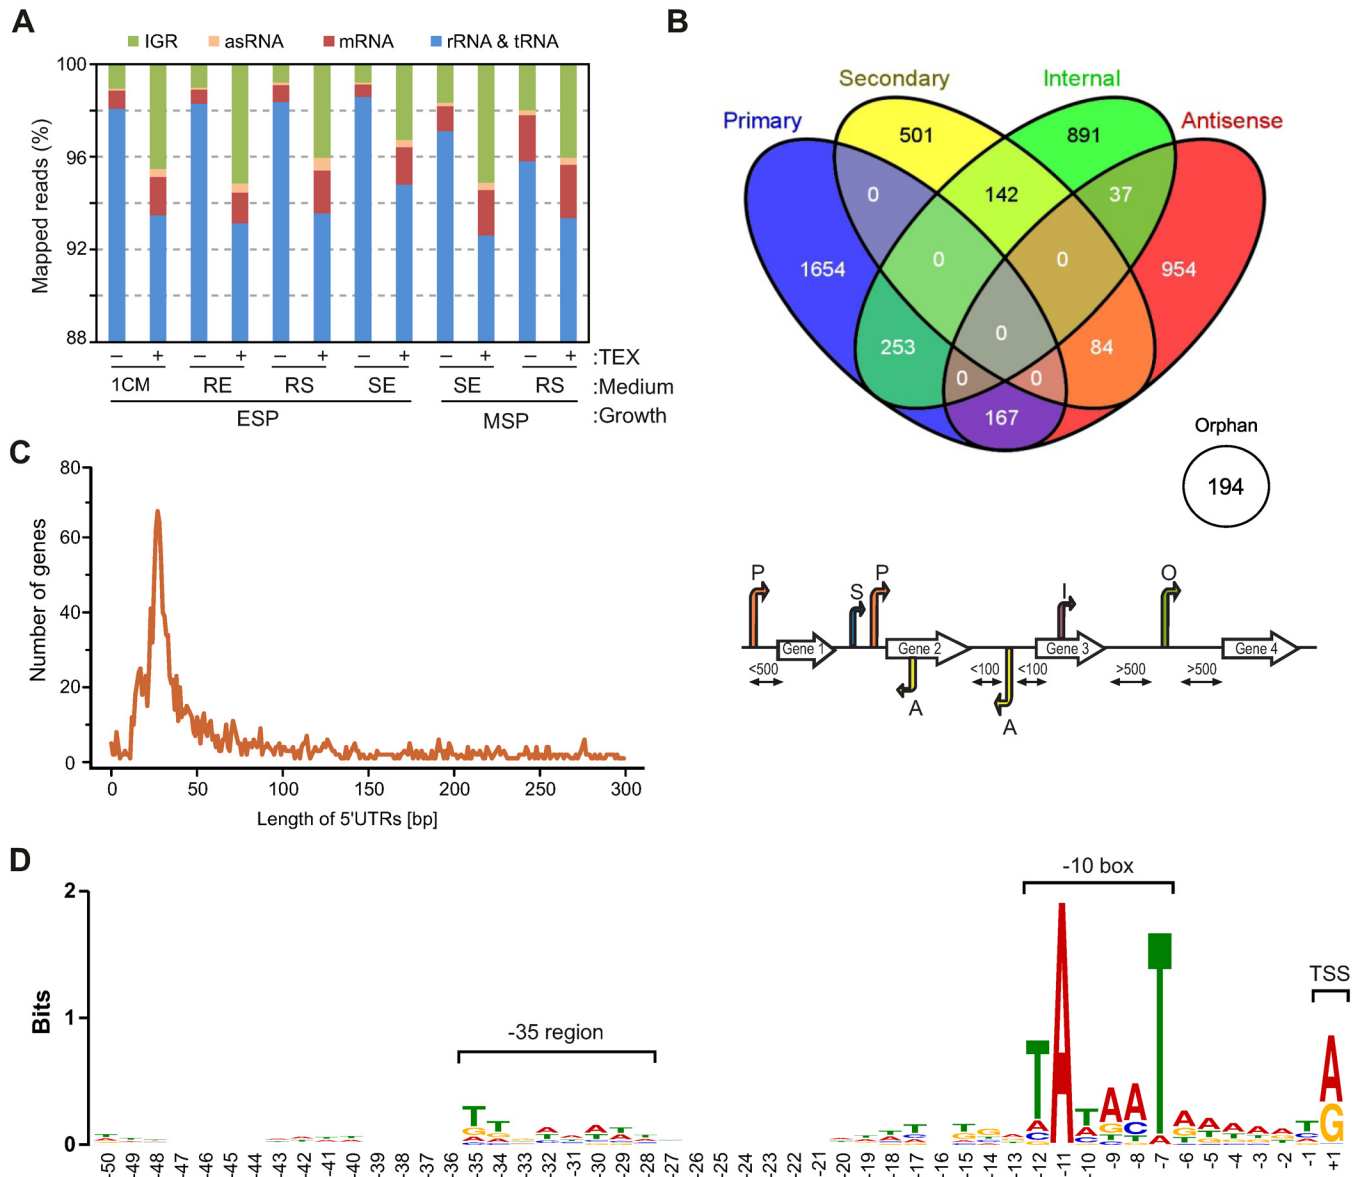 A
IGR asRNA mRNA rRNA & tRNA
Mapped reads (%)
100
96
92
88
– + – + – + – + – + – + :TEX
1CM RE RS SE SE RS :Medium
ESP MSP :Growth
B
Secondary Internal
Primary Antisense
501 891
0 142 37
1654 0 0 954
253 0 84
0 0
167
Orphan
194
P S P I O
Gene 1 Gene 2 Gene 3 Gene 4
<500 <100 <100 >500 >500
A A
C
Number of genes
80
60
40
20
0
0 50 100 150 200 250 300
Length of 5'UTRs [bp]
D
Bits
2
1
0
-35 region
-10 box
TSS
-50 -49 -48 -47 -46 -45 -44 -43 -42 -41 -40 -39 -38 -37 -36 -35 -34 -33 -32 -31 -30 -29 -28 -27 -26 -25 -24 -23 -22 -21 -20 -19 -18 -17 -16 -15 -14 -13 -12 -11 -10 -9 -8 -7 -6 -5 -4 -3 -2 -1 +1